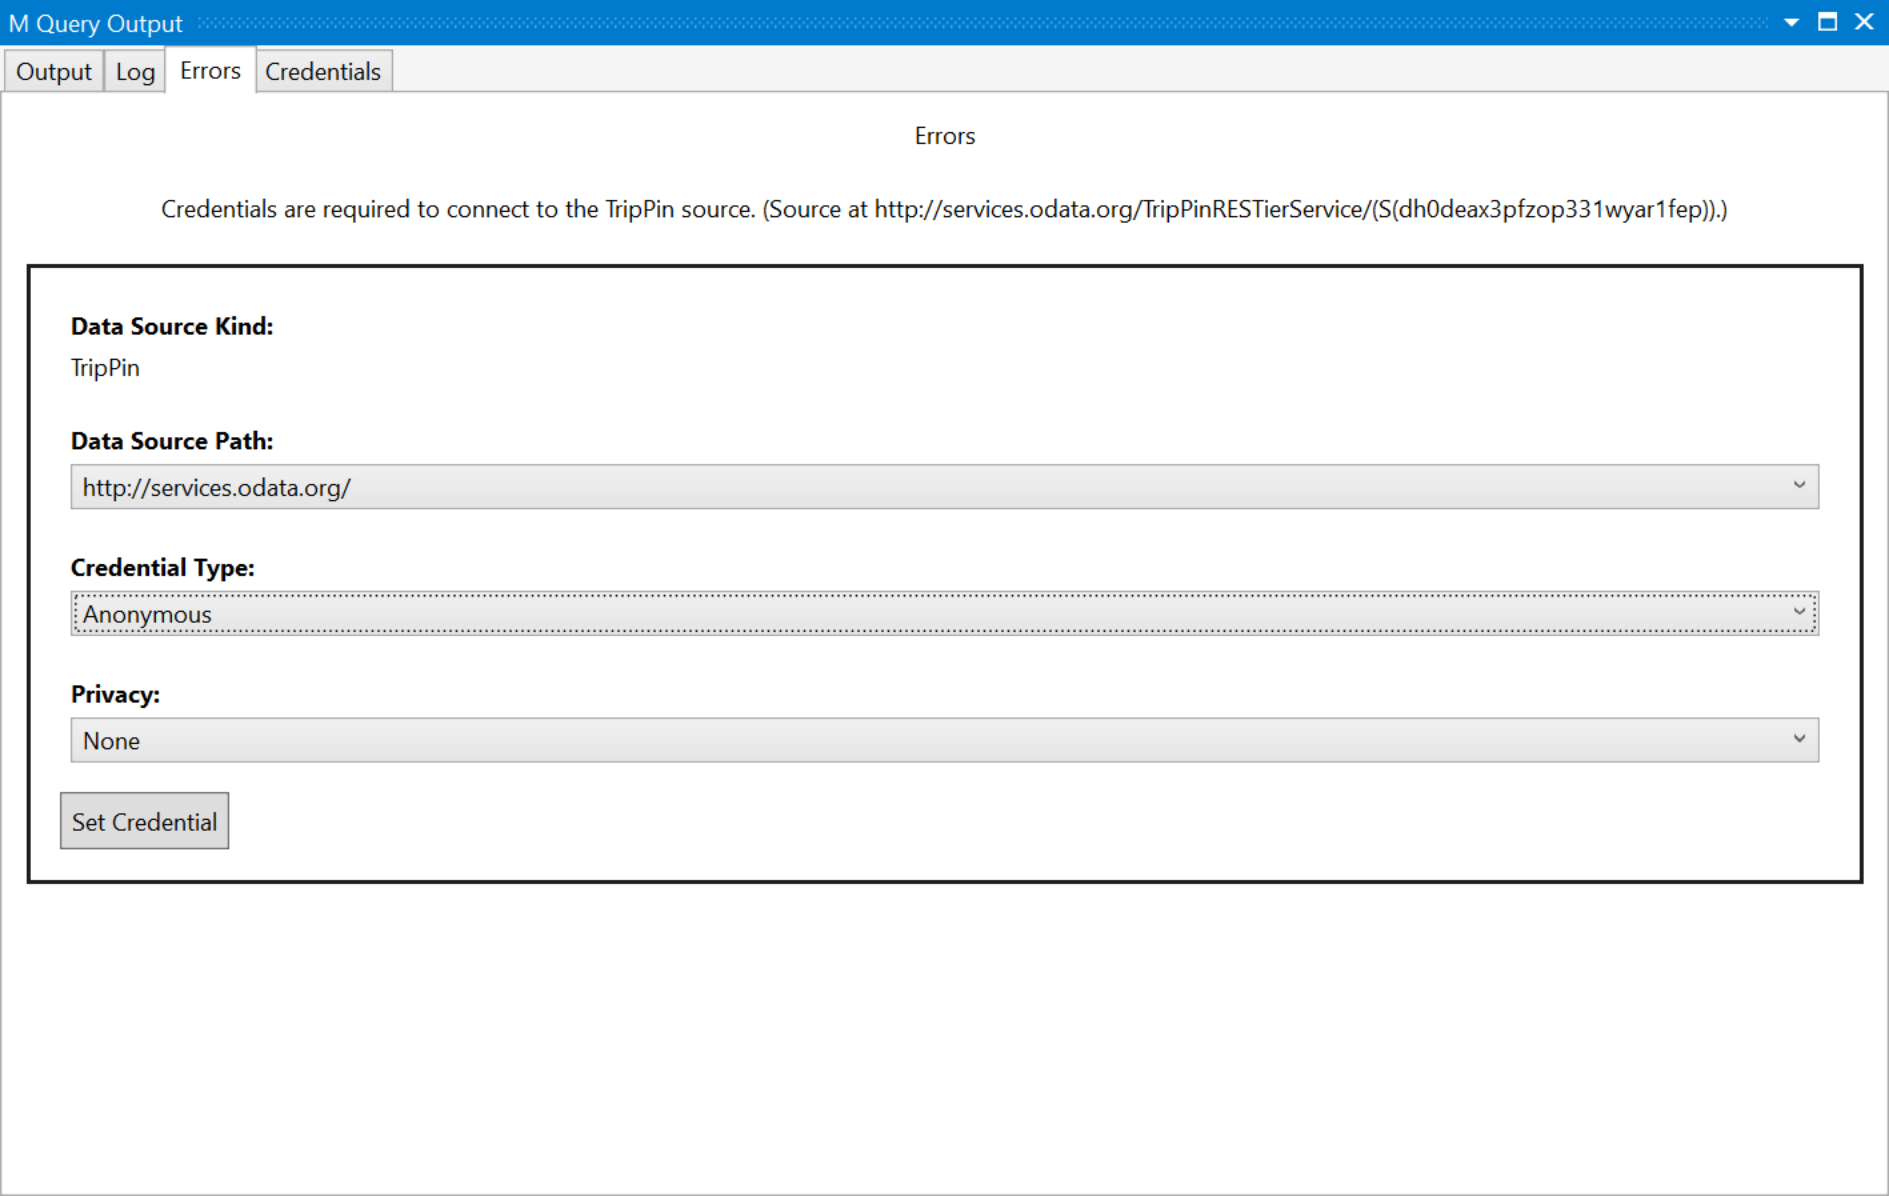 M Query Output
Output Log Errors Credentials
Errors
Credentials are required to connect to the TripPin source. (Source at http://services.odata.org/TripPinRESTierService/(S(dh0deax3pfzop331wyar1fep)).)
Data Source Kind:
TripPin
Data Source Path:
http://services.odata.org/
Credential Type:
Anonymous
Privacy:
None
Set Credential